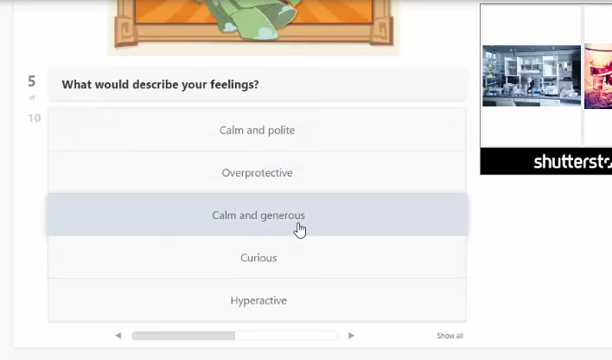 5
of
10
What would describe your feelings?
Calm and polite
Overprotective
Calm and generous
Curious
Hyperactive
Show all
shutterst